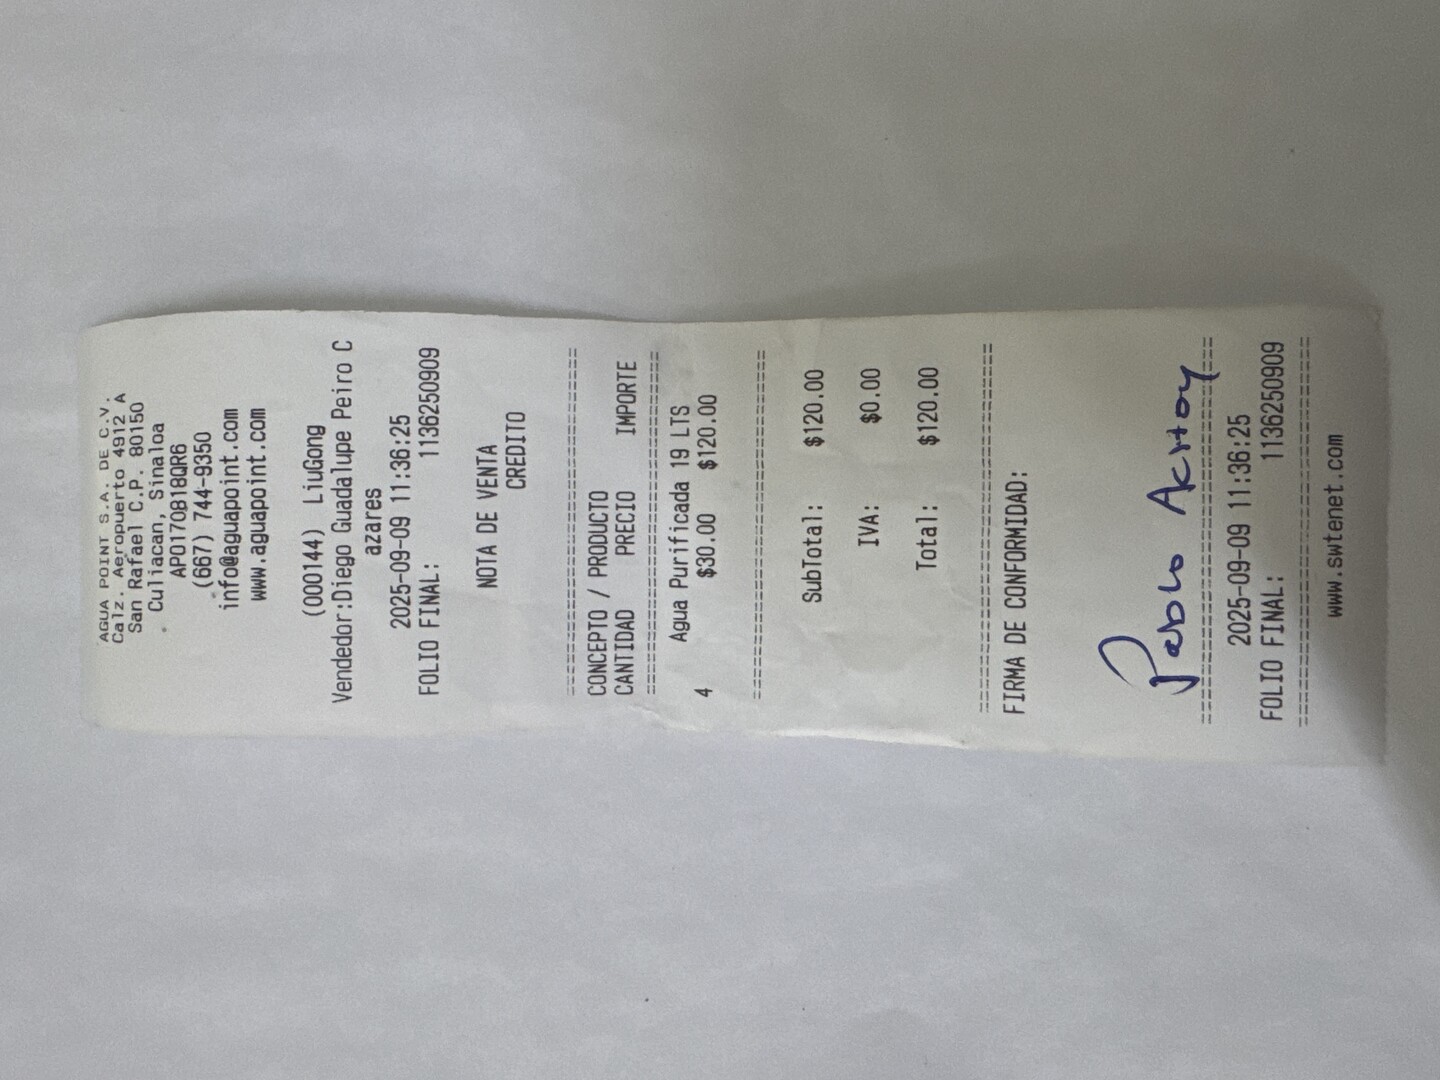 AGUA POINT S.A. DE C.V.
Calz. Aeropuerto 4912 A
San Rafael C.P. 80150
Culiacan, Sinaloa
APO170818QR6
(667) 744-9350
info@aguapoint.com
www.aguapoint.com
(000144) LiuGong
Vendedor:Diego Guadalupe Peiro C
azares
2025-09-09 11:36:25
FOLIO FINAL: 1136250909
NOTA DE VENTA
CREDITO
================================
CONCEPTO / PRODUCTO
CANTIDAD PRECIO IMPORTE
================================
Agua Purificada 19 LTS
4 $30.00 $120.00
================================
SubTotal: $120.00
IVA: $0.00
Total: $120.00
================================
FIRMA DE CONFORMIDAD:
Pablo
================================
2025-09-09 11:36:25
FOLIO FINAL: 1136250909
================================
www.swtenet.com